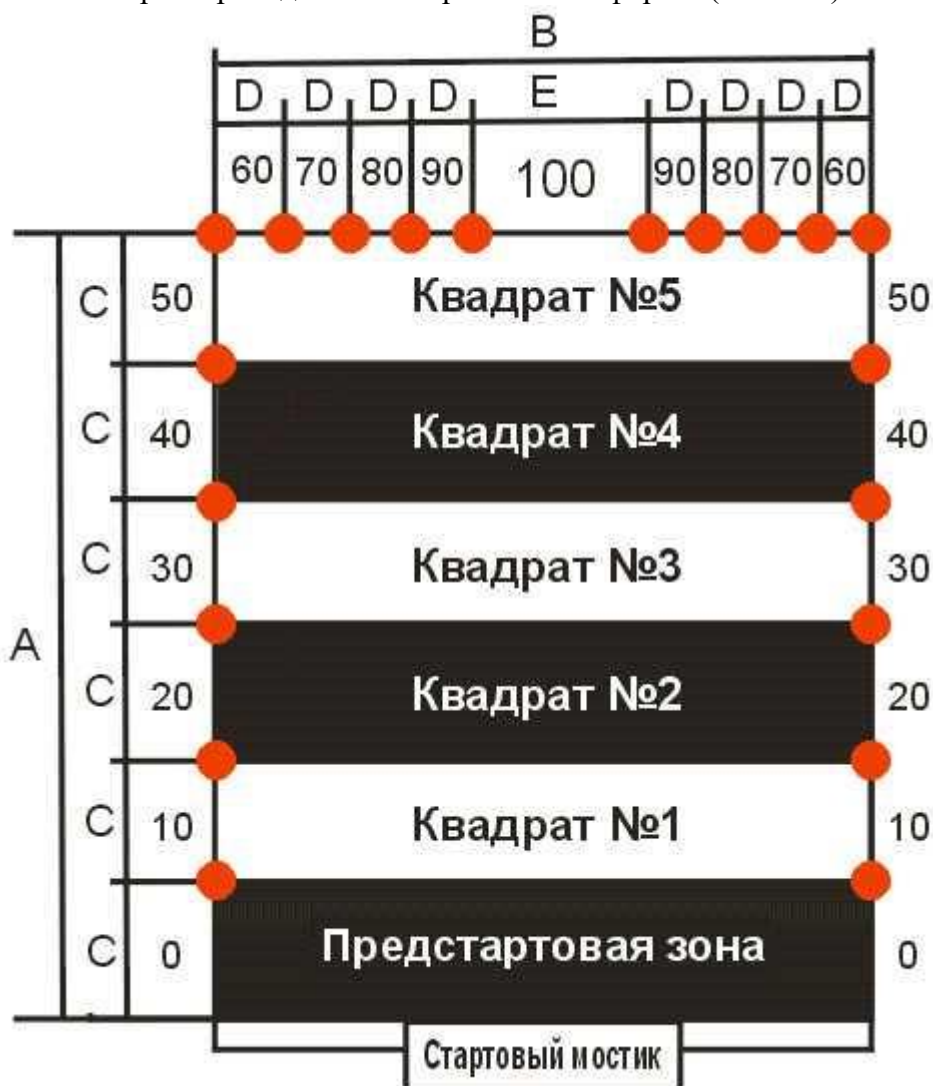 B
D D D D E D D D D
60 70 80 90 100 90 80 70 60
C 50 Квадрат №5 50
C 40 Квадрат №4 40
C 30 Квадрат №3 30
A
C 20 Квадрат №2 20
C 10 Квадрат №1 10
C 0 Предстартовая зона 0
Стартовый мостик